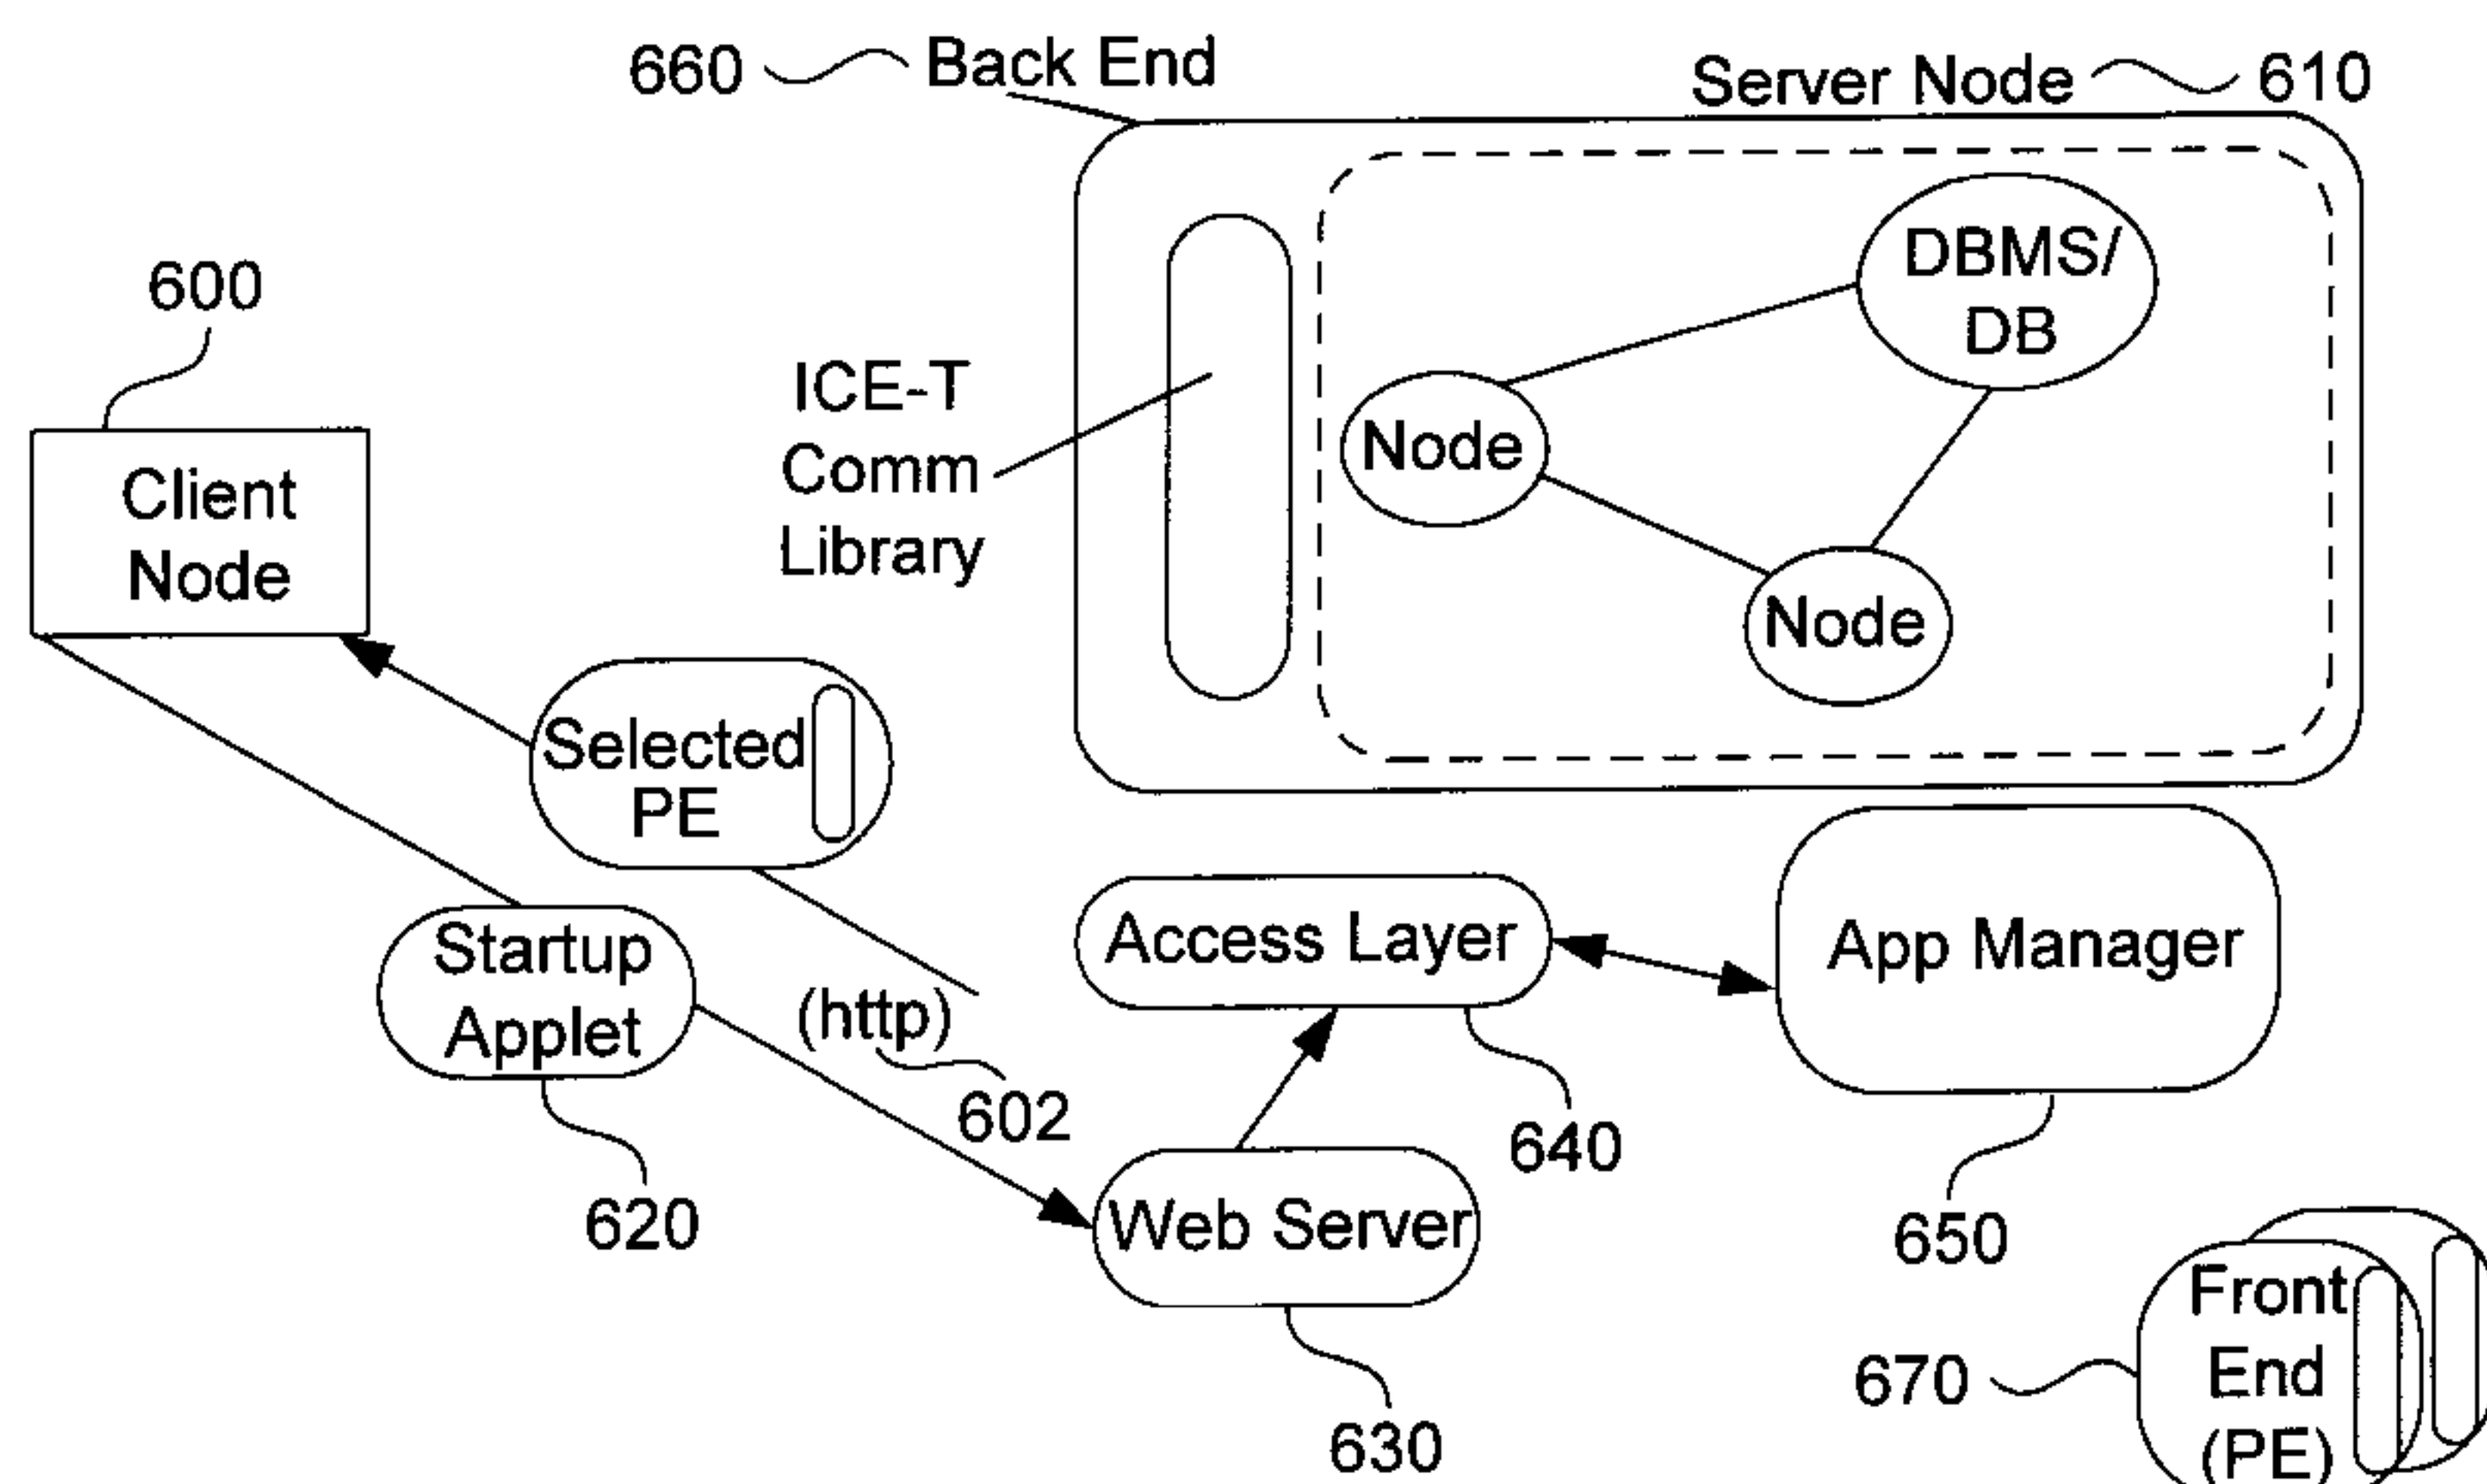 660
Back End
Server Node
610
600
Client
Node
ICE-T
Comm
Library
DBMS/
DB
Node
Node
Selected
PE
Startup
Applet
(http)
602
620
Access Layer
640
App Manager
650
Web Server
630
Front
End
(PE)
670